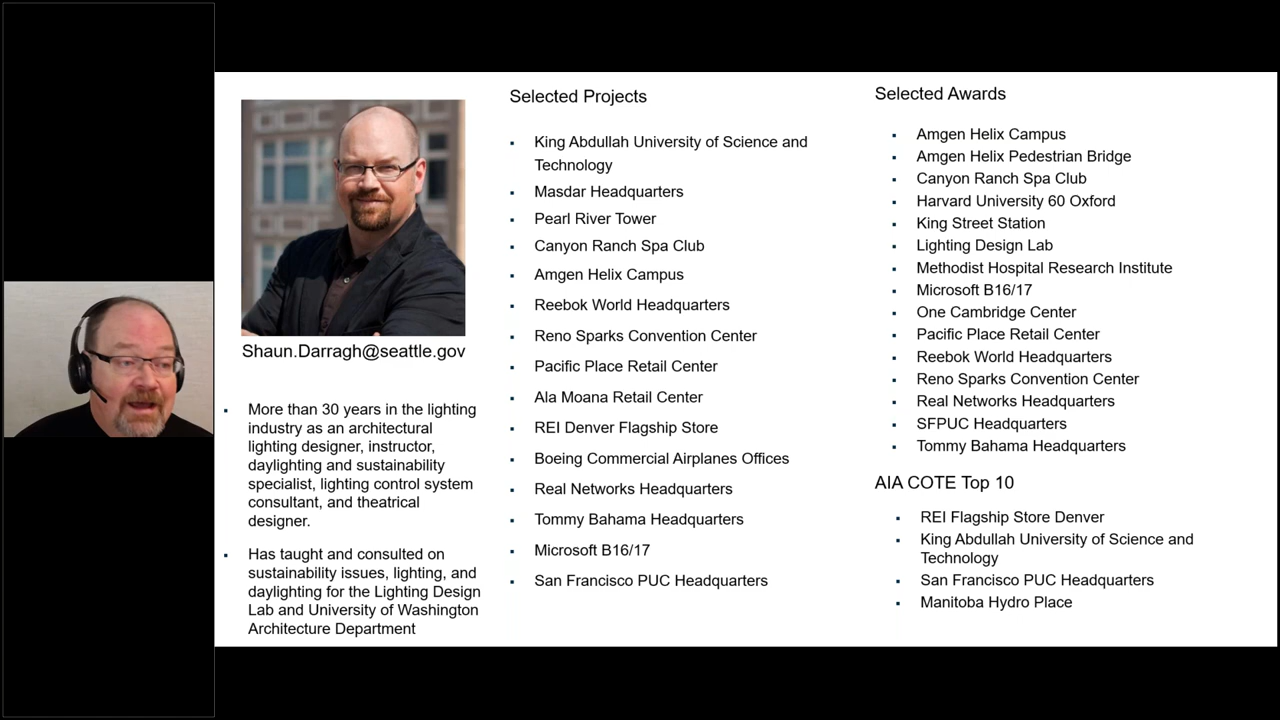 Shaun.Darragh@seattle.gov
More than 30 years in the lighting
industry as an architectural
lighting designer, instructor,
daylighting and sustainability
specialist, lighting control system
consultant, and theatrical
designer.
Has taught and consulted on
sustainability issues, lighting, and
daylighting for the Lighting Design
Lab and University of Washington
Architecture Department
Selected Projects
King Abdullah University of Science and
Technology
Masdar Headquarters
Pearl River Tower
Canyon Ranch Spa Club
Amgen Helix Campus
Reebok World Headquarters
Reno Sparks Convention Center
Pacific Place Retail Center
Ala Moana Retail Center
REI Denver Flagship Store
Boeing Commercial Airplanes Offices
Real Networks Headquarters
Tommy Bahama Headquarters
Microsoft B16/17
San Francisco PUC Headquarters
Selected Awards
Amgen Helix Campus
Amgen Helix Pedestrian Bridge
Canyon Ranch Spa Club
Harvard University 60 Oxford
King Street Station
Lighting Design Lab
Methodist Hospital Research Institute
Microsoft B16/17
One Cambridge Center
Pacific Place Retail Center
Reebok World Headquarters
Reno Sparks Convention Center
Real Networks Headquarters
SFPUC Headquarters
Tommy Bahama Headquarters
AIA COTE Top 10
REI Flagship Store Denver
King Abdullah University of Science and
Technology
San Francisco PUC Headquarters
Manitoba Hydro Place